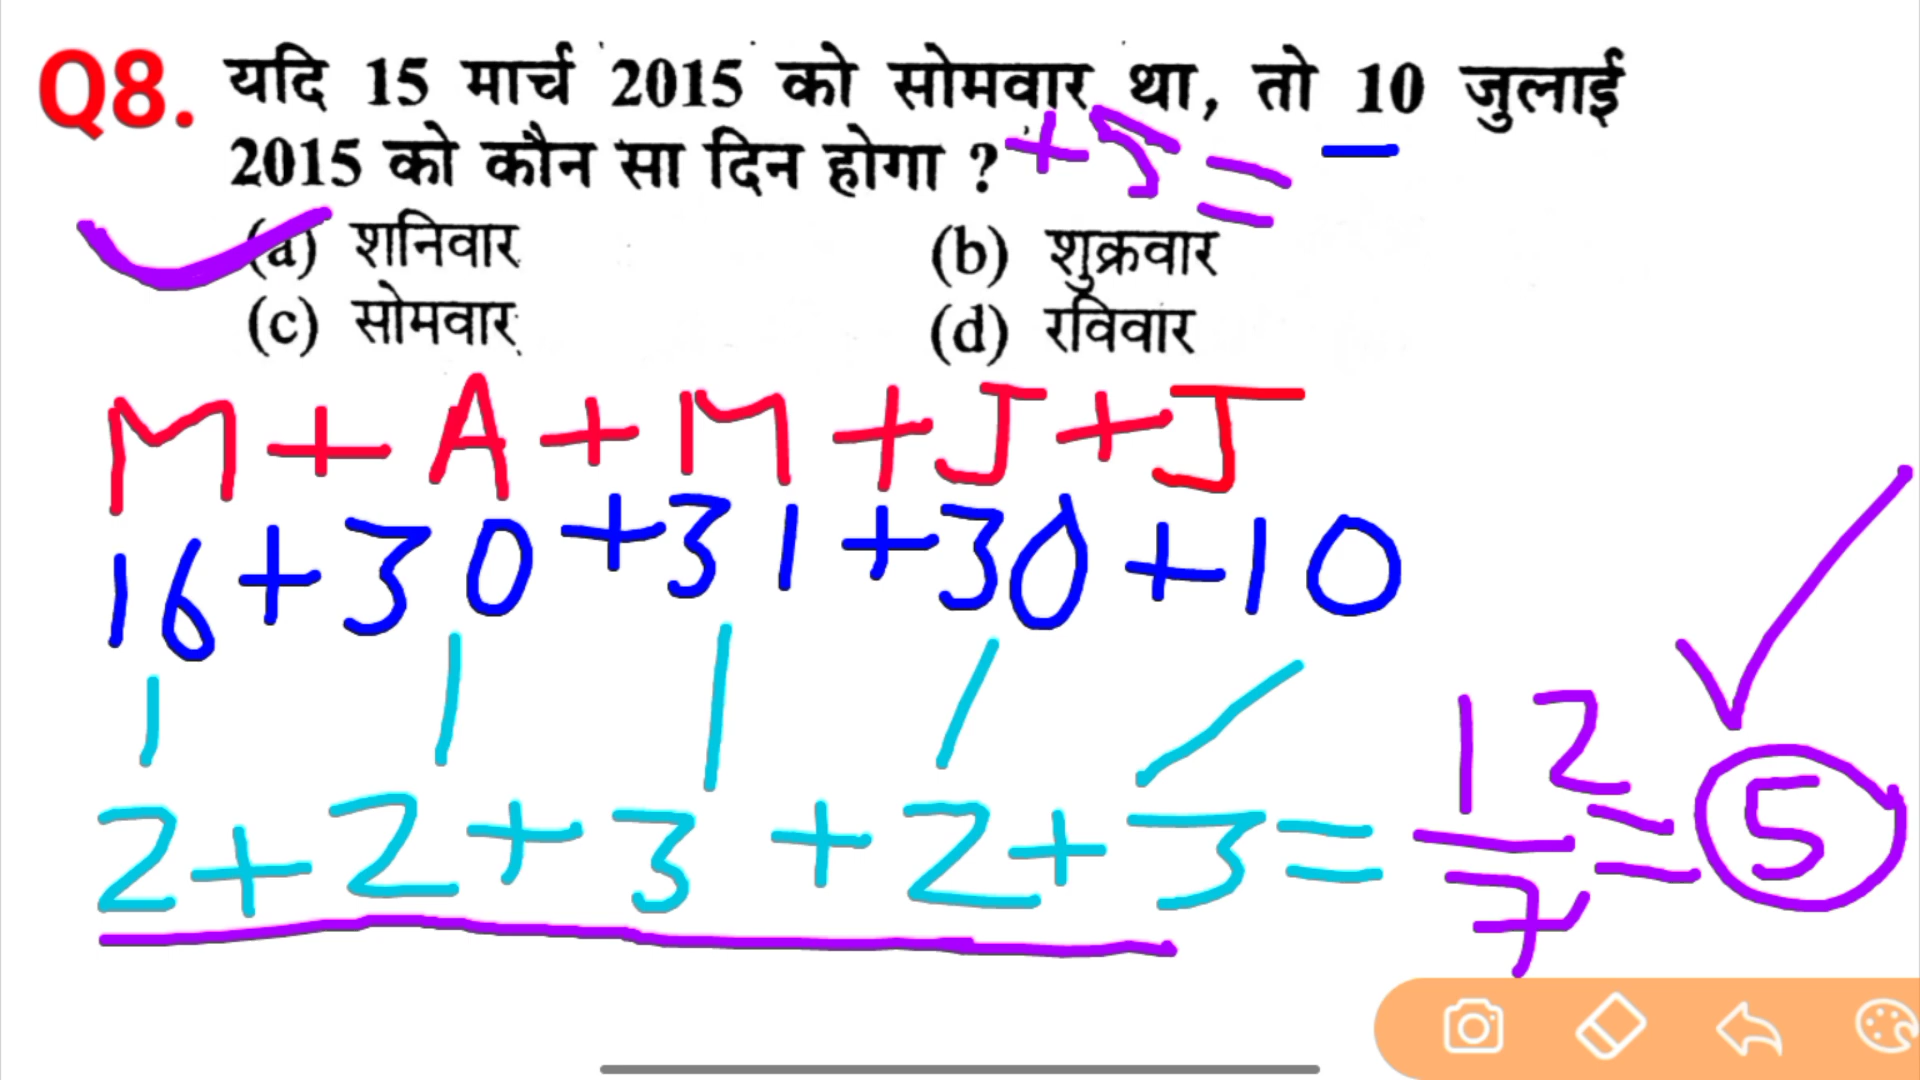 Q8. यदि 15 मार्च 2015 को सोमवार था, तो 10 जुलाई
2015 को कौन सा दिन होगा ? +5 =
(a) शनिवार (b) शुक्रवार
(c) सोमवार (d) रविवार
M + A + M + J + J
16 + 30 + 31 + 30 + 10
2 + 2 + 3 + 2 + 3 = 12/7 = 5